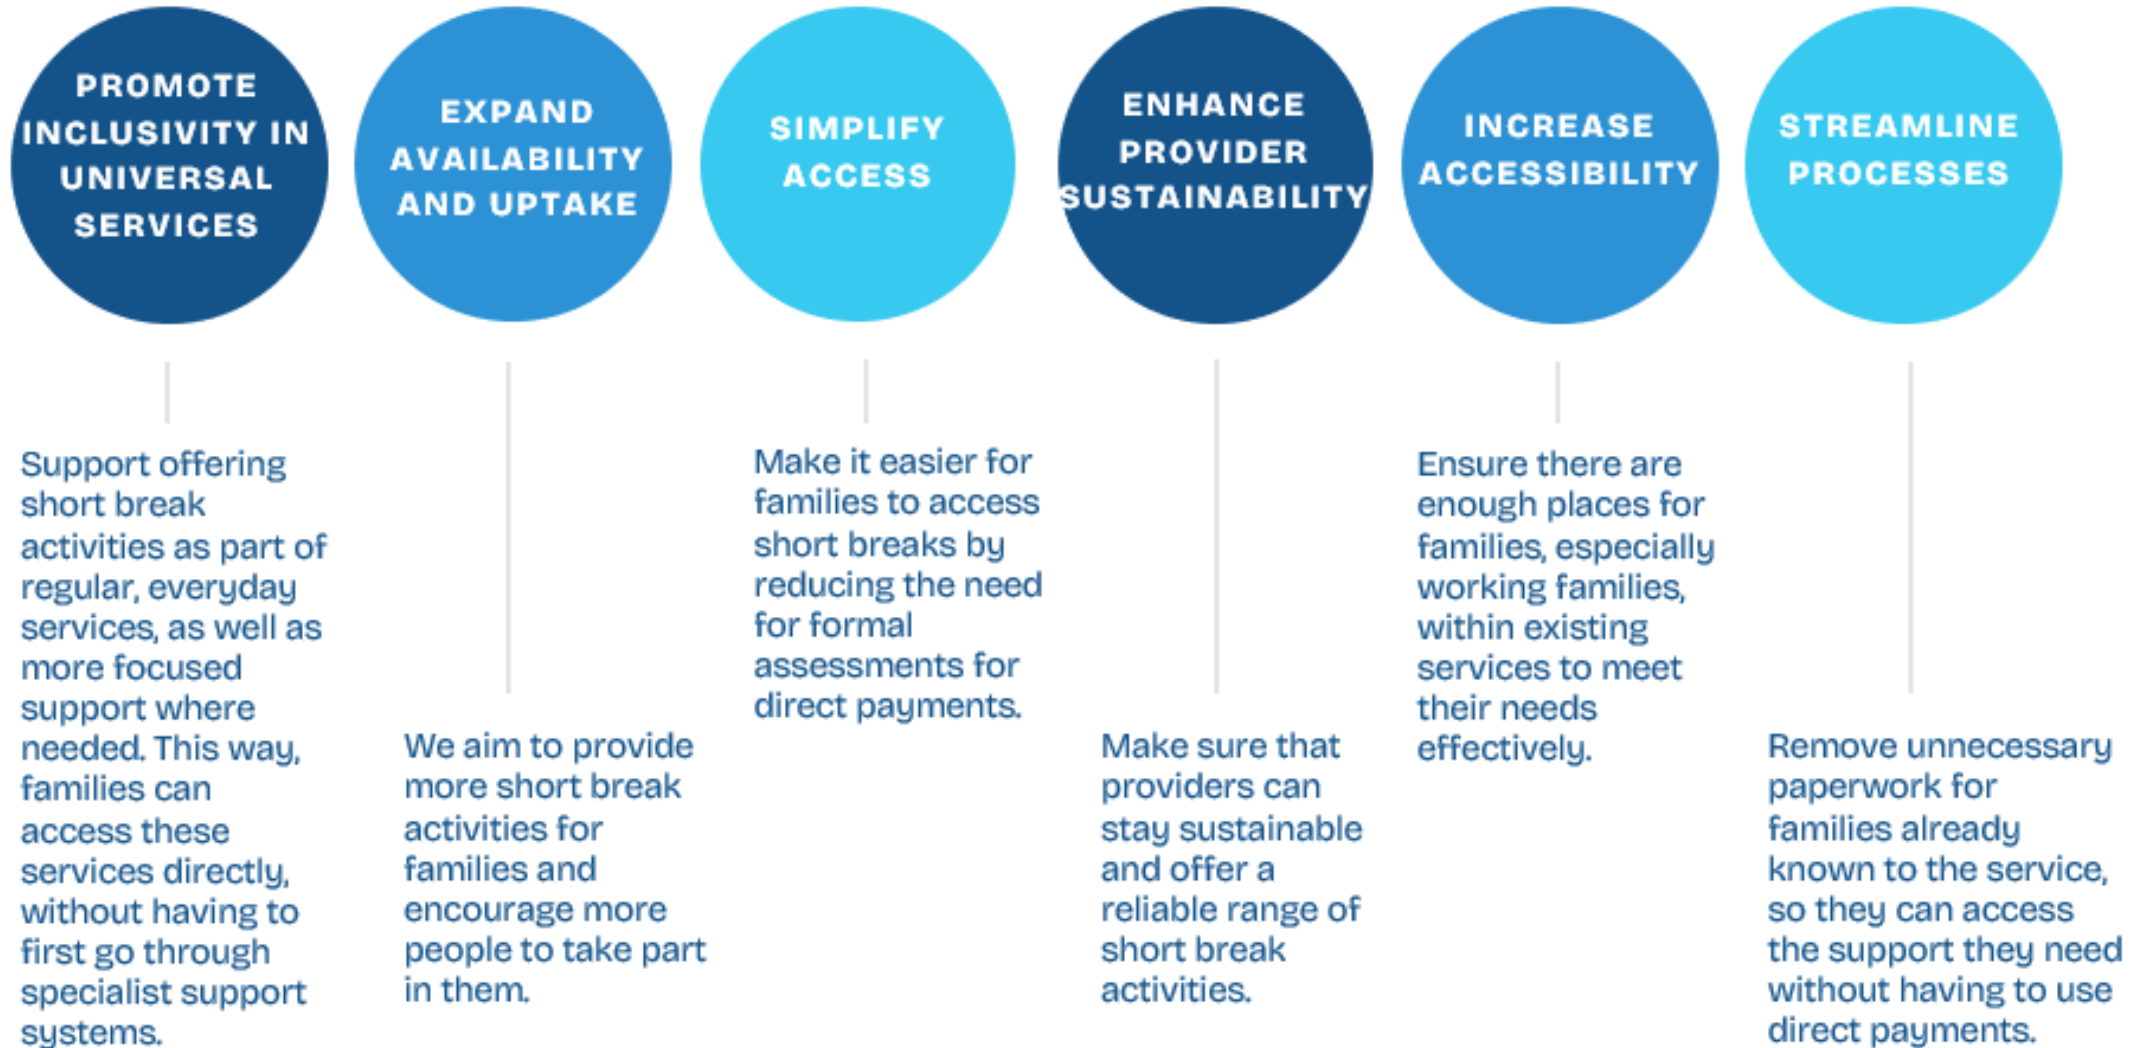 PROMOTE
INCLUSIVITY IN
UNIVERSAL
SERVICES
Support offering
short break
activities as part of
regular, everyday
services, as well as
more focused
support where
needed. This way,
families can
access these
services directly,
without having to
first go through
specialist support
systems.
EXPAND
AVAILABILITY
AND UPTAKE
We aim to provide
more short break
activities for
families and
encourage more
people to take part
in them.
SIMPLIFY
ACCESS
Make it easier for
families to access
short breaks by
reducing the need
for formal
assessments for
direct payments.
ENHANCE
PROVIDER
SUSTAINABILITY
Make sure that
providers can
stay sustainable
and offer a
reliable range of
short break
activities.
INCREASE
ACCESSIBILITY
Ensure there are
enough places for
families, especially
working families,
within existing
services to meet
their needs
effectively.
STREAMLINE
PROCESSES
Remove unnecessary
paperwork for
families already
known to the service,
so they can access
the support they need
without having to use
direct payments.